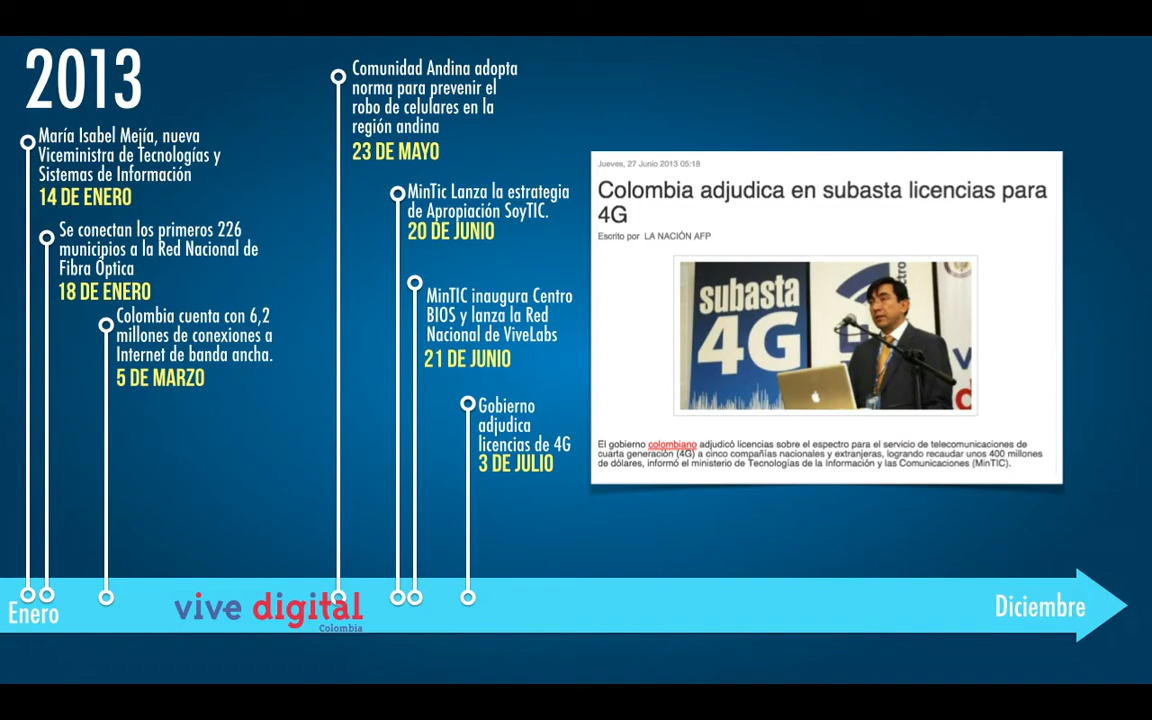 2013
María Isabel Mejía, nueva
Viceministra de Tecnologías y
Sistemas de Información
14 DE ENERO
Se conectan los primeros 226
municipios a la Red Nacional de
Fibra Óptica
18 DE ENERO
Colombia cuenta con 6,2
millones de conexiones a
Internet de banda ancha.
5 DE MARZO
Comunidad Andina adopta
norma para prevenir el
robo de celulares en la
región andina
23 DE MAYO
MinTic Lanza la estrategia
de Apropiación SoyTIC.
20 DE JUNIO
MinTIC inaugura Centro
BIOS y lanza la Red
Nacional de ViveLabs
21 DE JUNIO
Gobierno
adjudica
licencias de 4G
3 DE JULIO
Jueves, 27 Junio 2013 05:18
Colombia adjudica en subasta licencias para
4G
Escrito por LA NACIÓN AFP
subasta
4G
El gobierno colombiano adjudicó licencias sobre el espectro para el servicio de telecomunicaciones de
cuarta generación (4G) a cinco compañías nacionales y extranjeras, logrando recaudar unos 400 millones
de dólares, informó el ministerio de Tecnologías de la Información y las Comunicaciones (MinTIC).
Enero
vive digital
Colombia
Diciembre